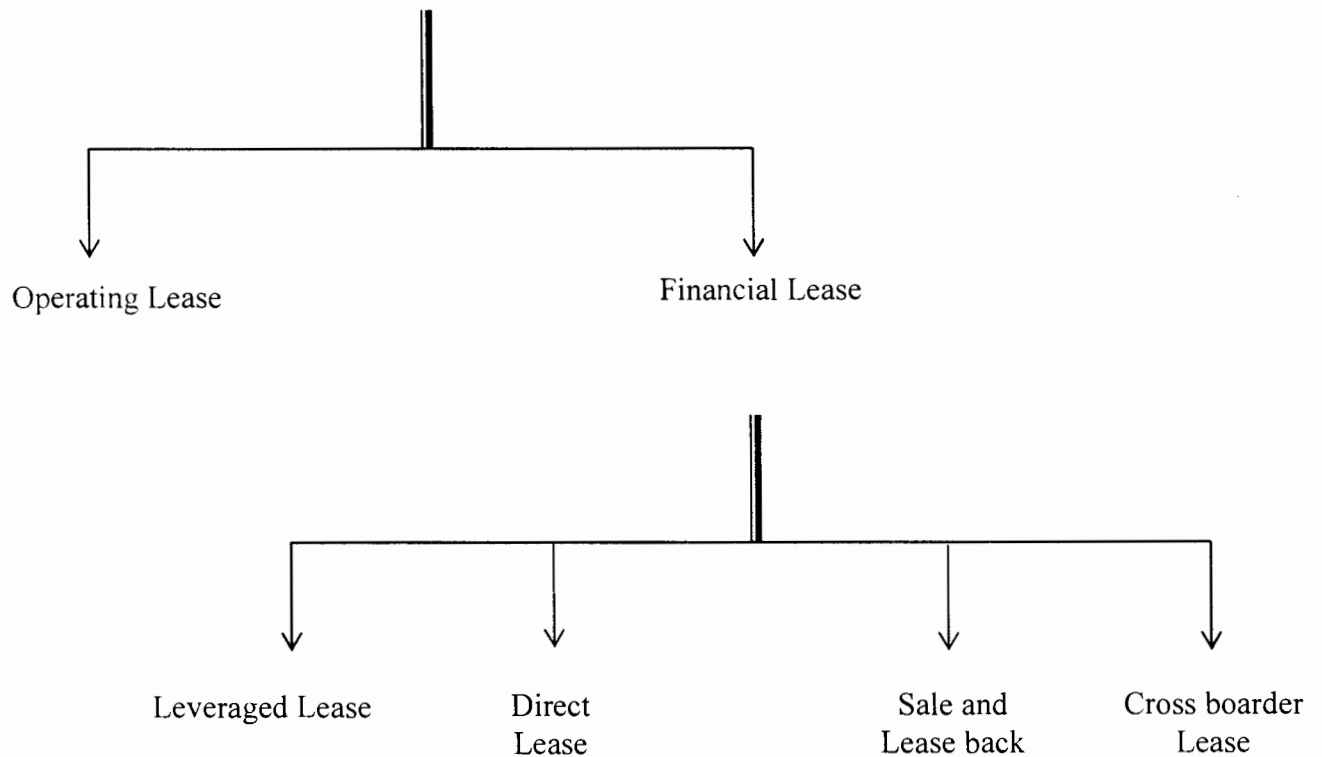 Operating Lease
Financial Lease
Leveraged Lease
Direct
Lease
Sale and
Lease back
Cross boarder
Lease